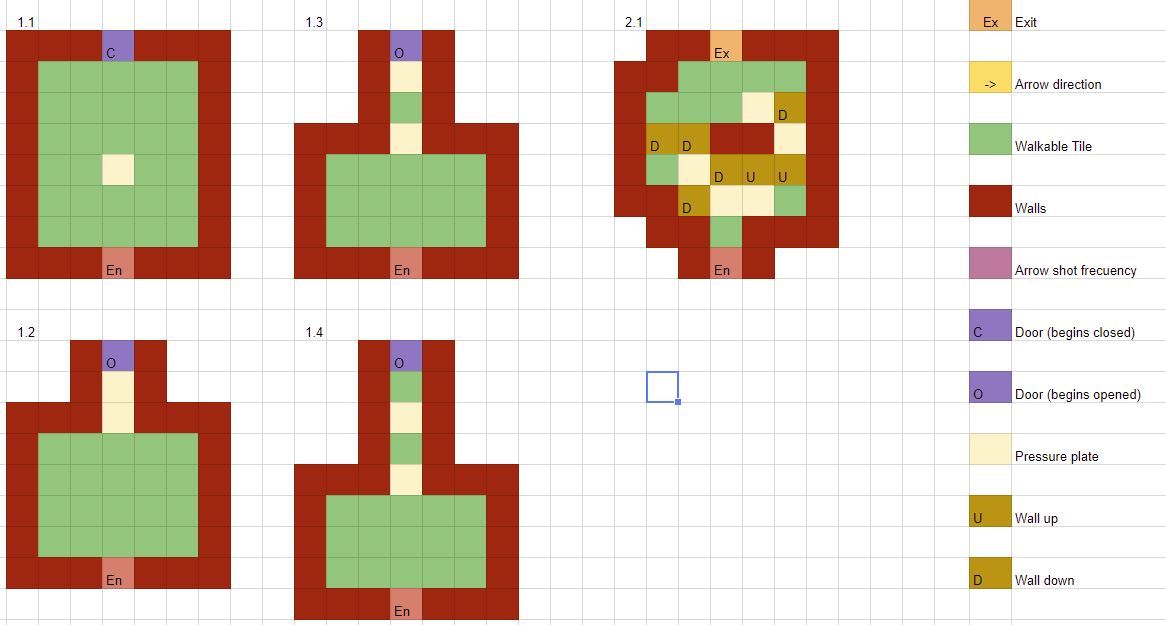 1.1 1.3 2.1 Ex Exit
C O Ex
-> Arrow direction
D
D D Walkable Tile
D U U
D Walls
En En En Arrow shot frecuency
1.2 1.4 C Door (begins closed)
O O
O Door (begins opened)
Pressure plate
U Wall up
En D Wall down
En